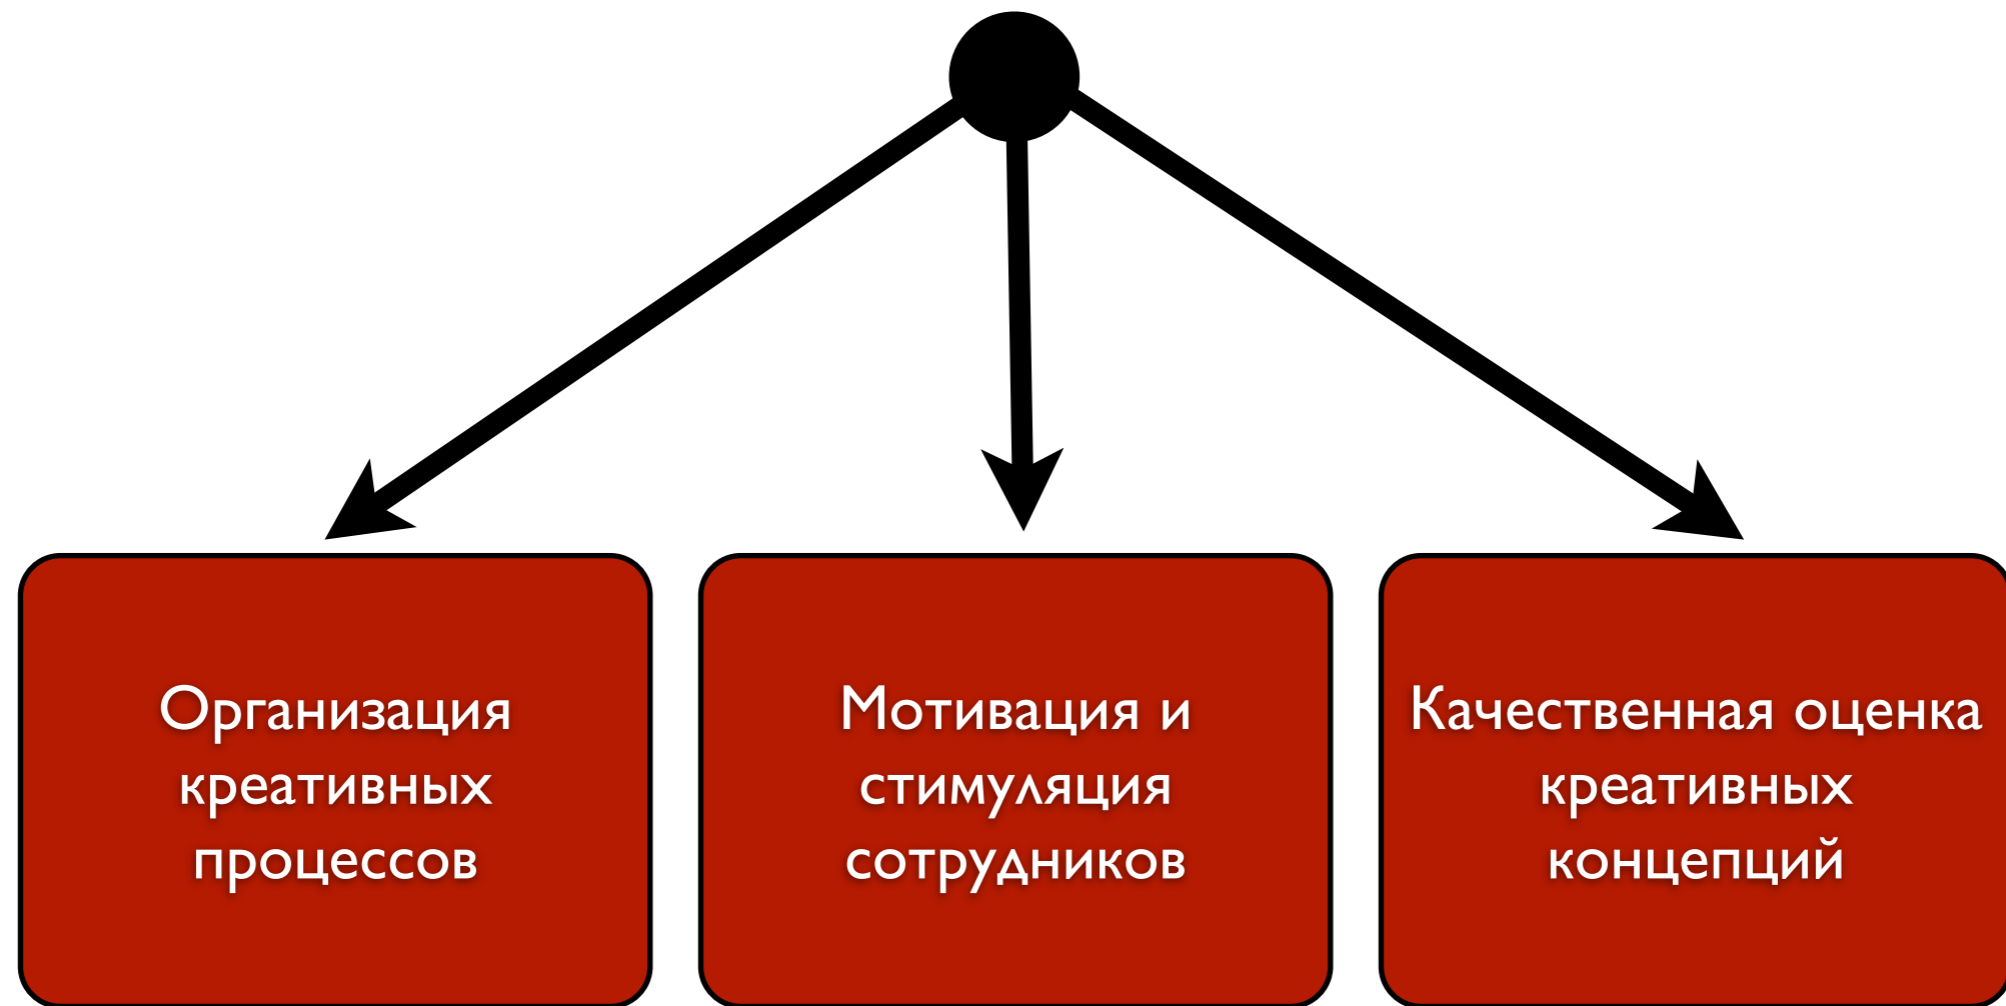 Организация
креативных
процессов
Мотивация и
стимуляция
сотрудников
Качественная оценка
креативных
концепций